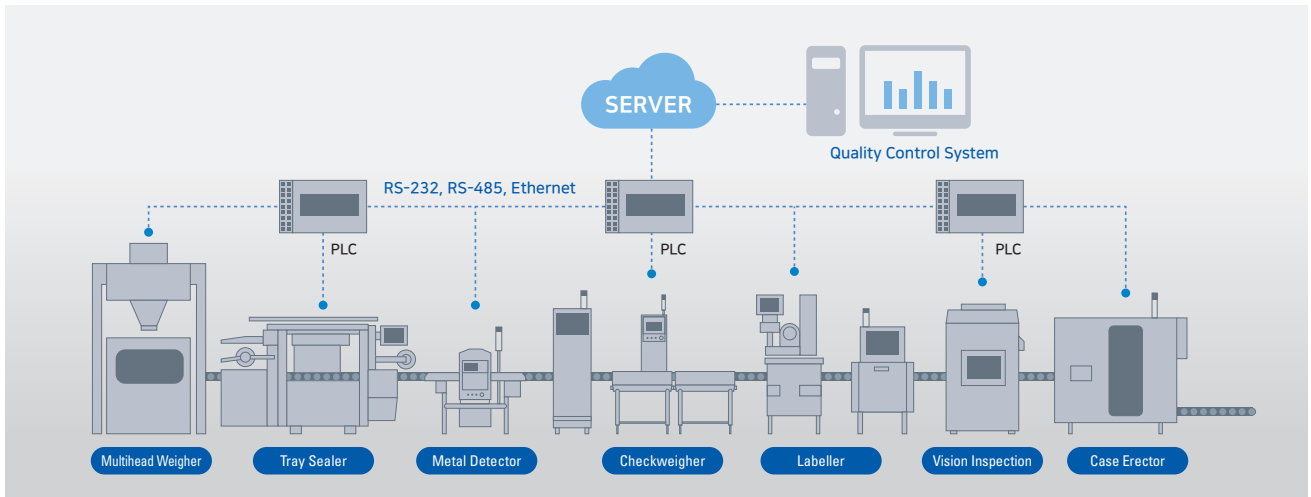 SERVER
Quality Control System
RS-232, RS-485, Ethernet
PLC
PLC
PLC
Multihead Weigher
Tray Sealer
Metal Detector
Checkweigher
Labeller
Vision Inspection
Case Erector